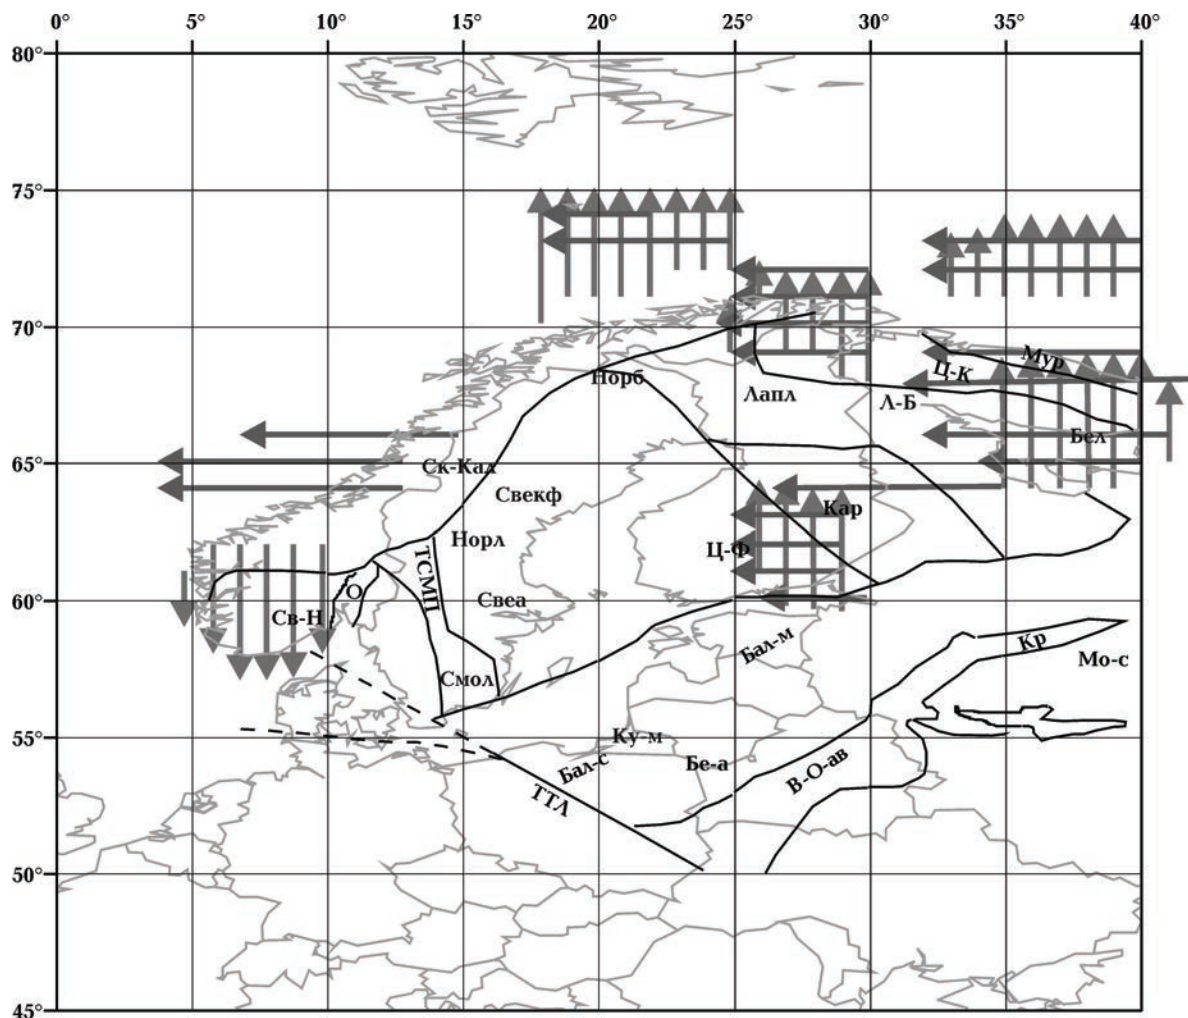 0° 5° 10° 15° 20° 25° 30° 35° 40°
80°
75°
70°
Мур
Ц-К
Норб
Лапл
Л-Б
Бел
65°
Ск-Кал
Свекф
Кар
Норл
Ц-Ф
ТСМП
60°
О
Свеа
Св-Н
Бал-м
Кр
Мо-с
Смол
55°
Ку-м
Бал-с
Бе-а
В-О-ав
ТТЛ
50°
45°